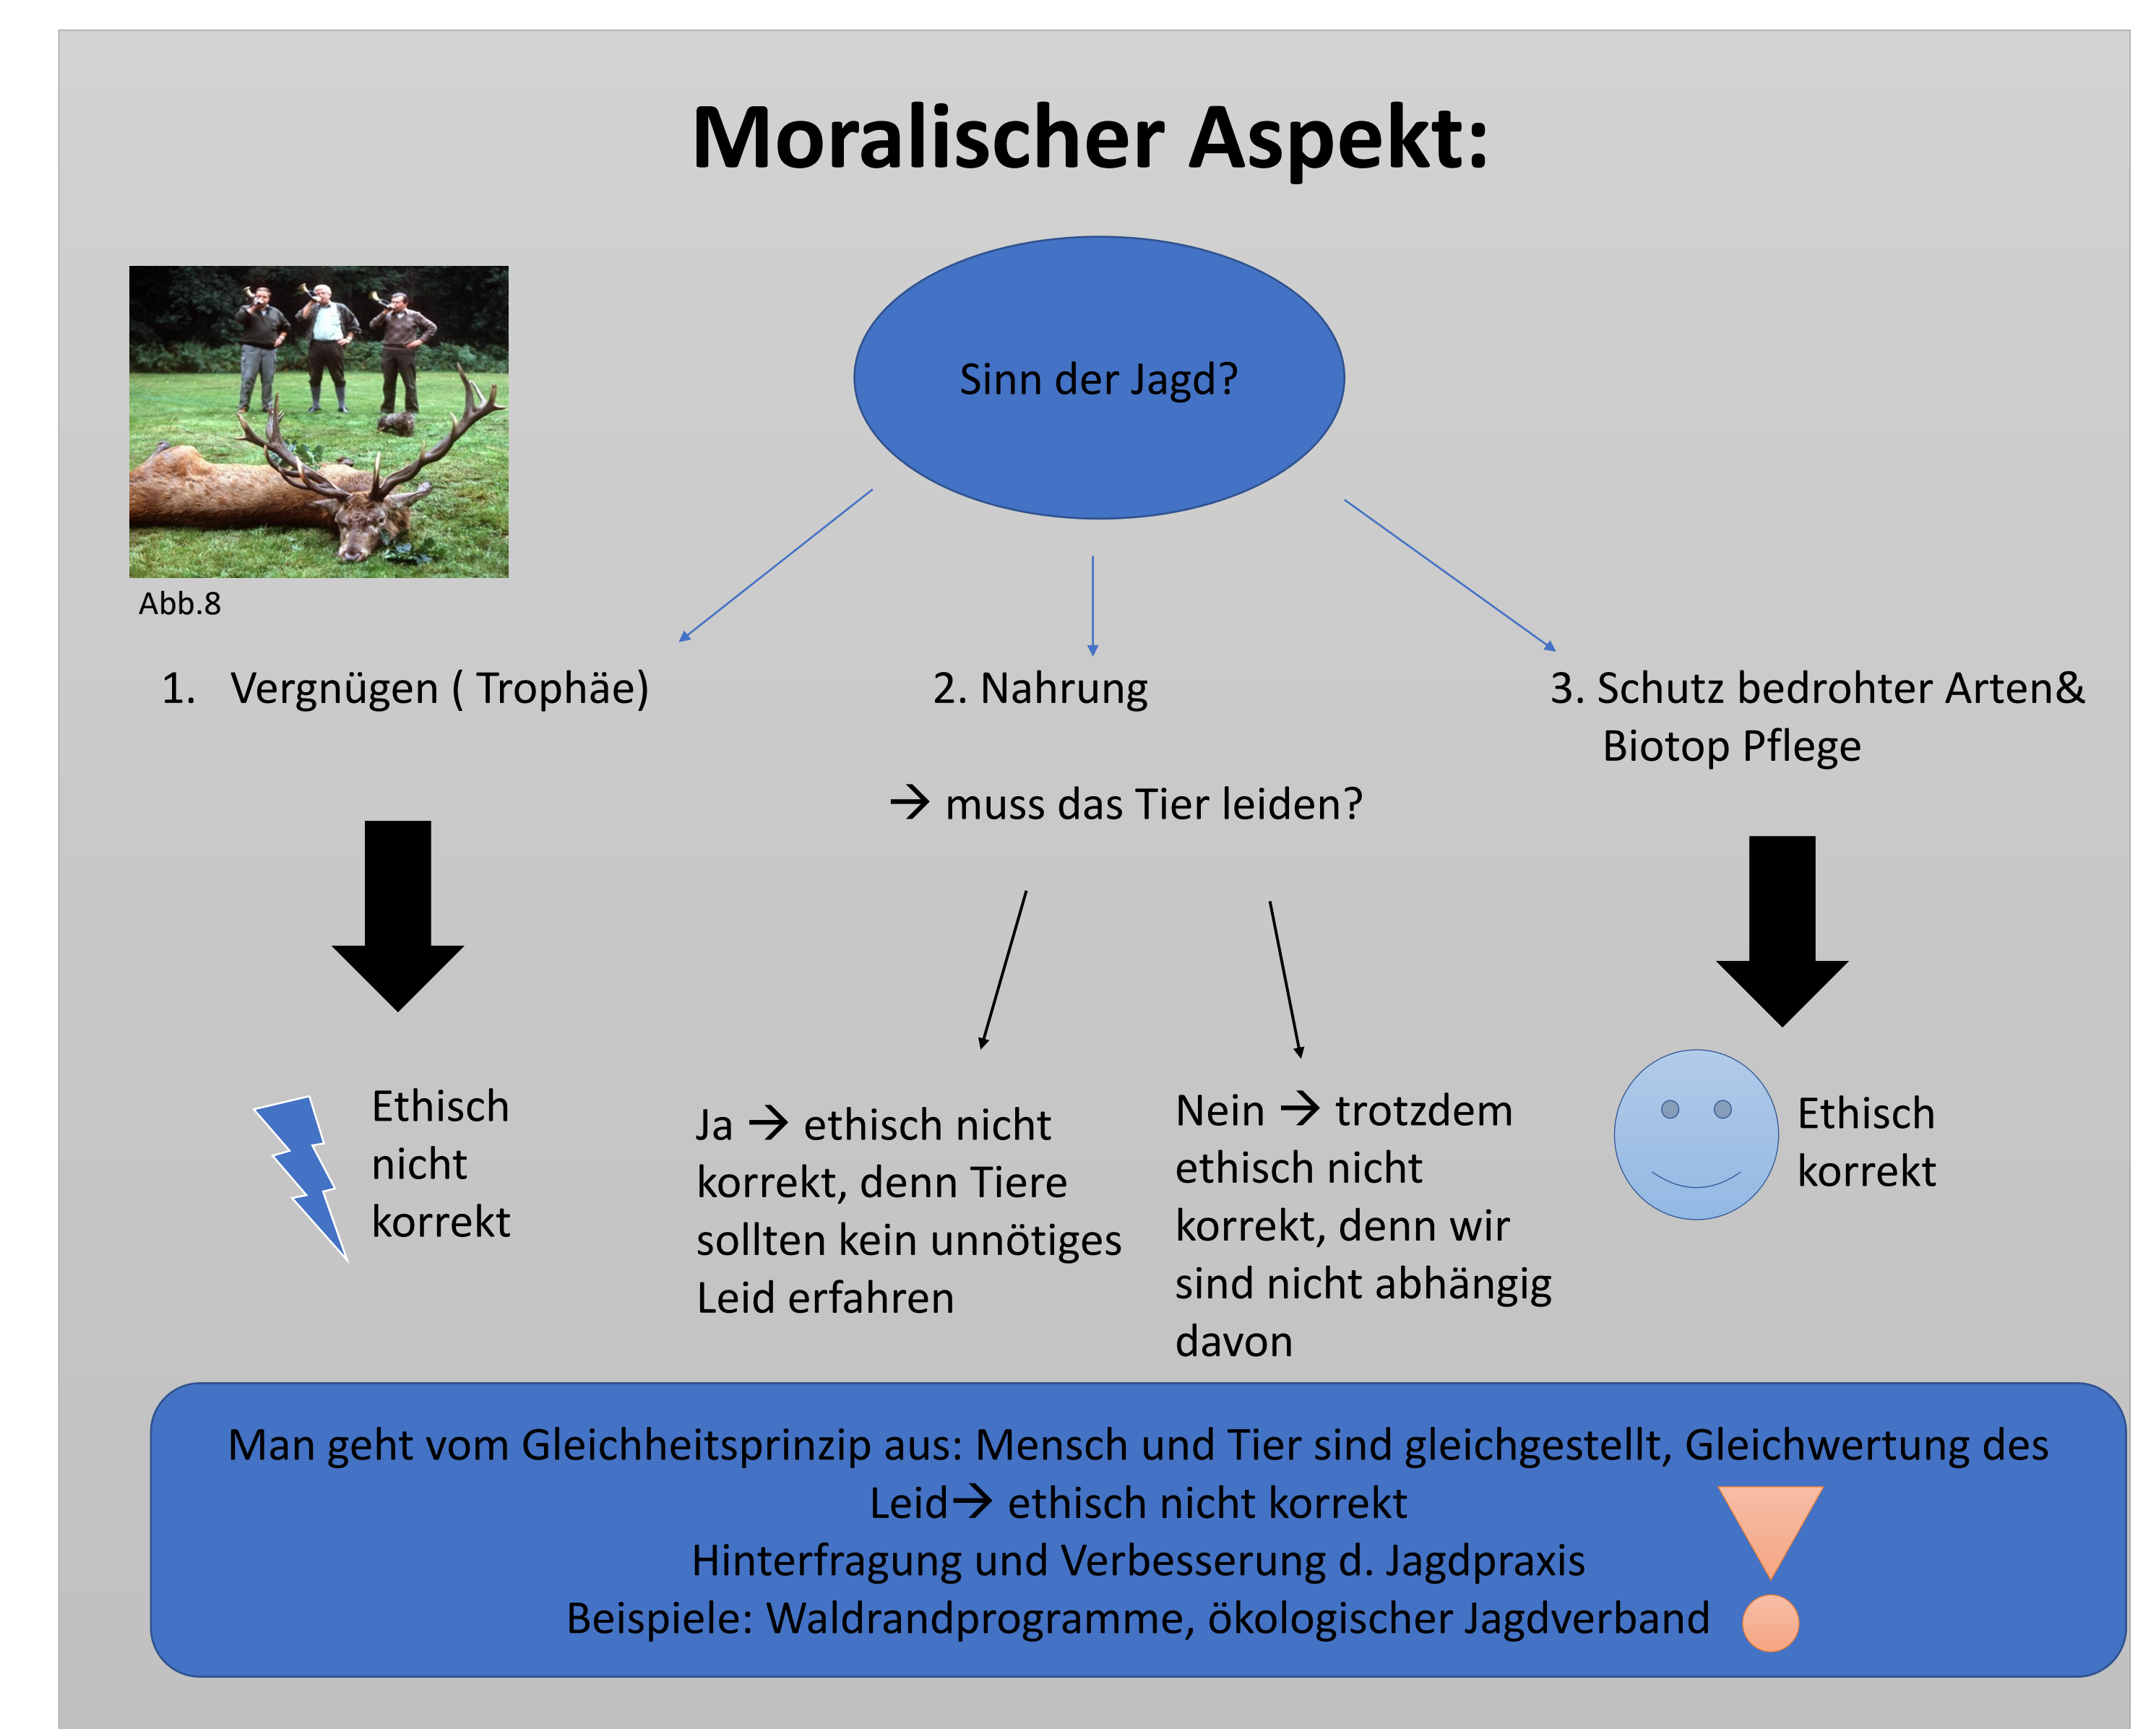 Moralischer Aspekt:
Sinn der Jagd?
Abb.8
1. Vergnügen ( Trophäe)
2. Nahrung
→ muss das Tier leiden?
3. Schutz bedrohter Arten&
Biotop Pflege
Ethisch
nicht
korrekt
Ja → ethisch nicht
korrekt, denn Tiere
sollten kein unnötiges
Leid erfahren
Nein → trotzdem
ethisch nicht
korrekt, denn wir
sind nicht abhängig
davon
Ethisch
korrekt
Man geht vom Gleichheitsprinzip aus: Mensch und Tier sind gleichgestellt, Gleichwertung des
Leid→ ethisch nicht korrekt
Hinterfragung und Verbesserung d. Jagdpraxis
Beispiele: Waldrandprogramme, ökologischer Jagdverband